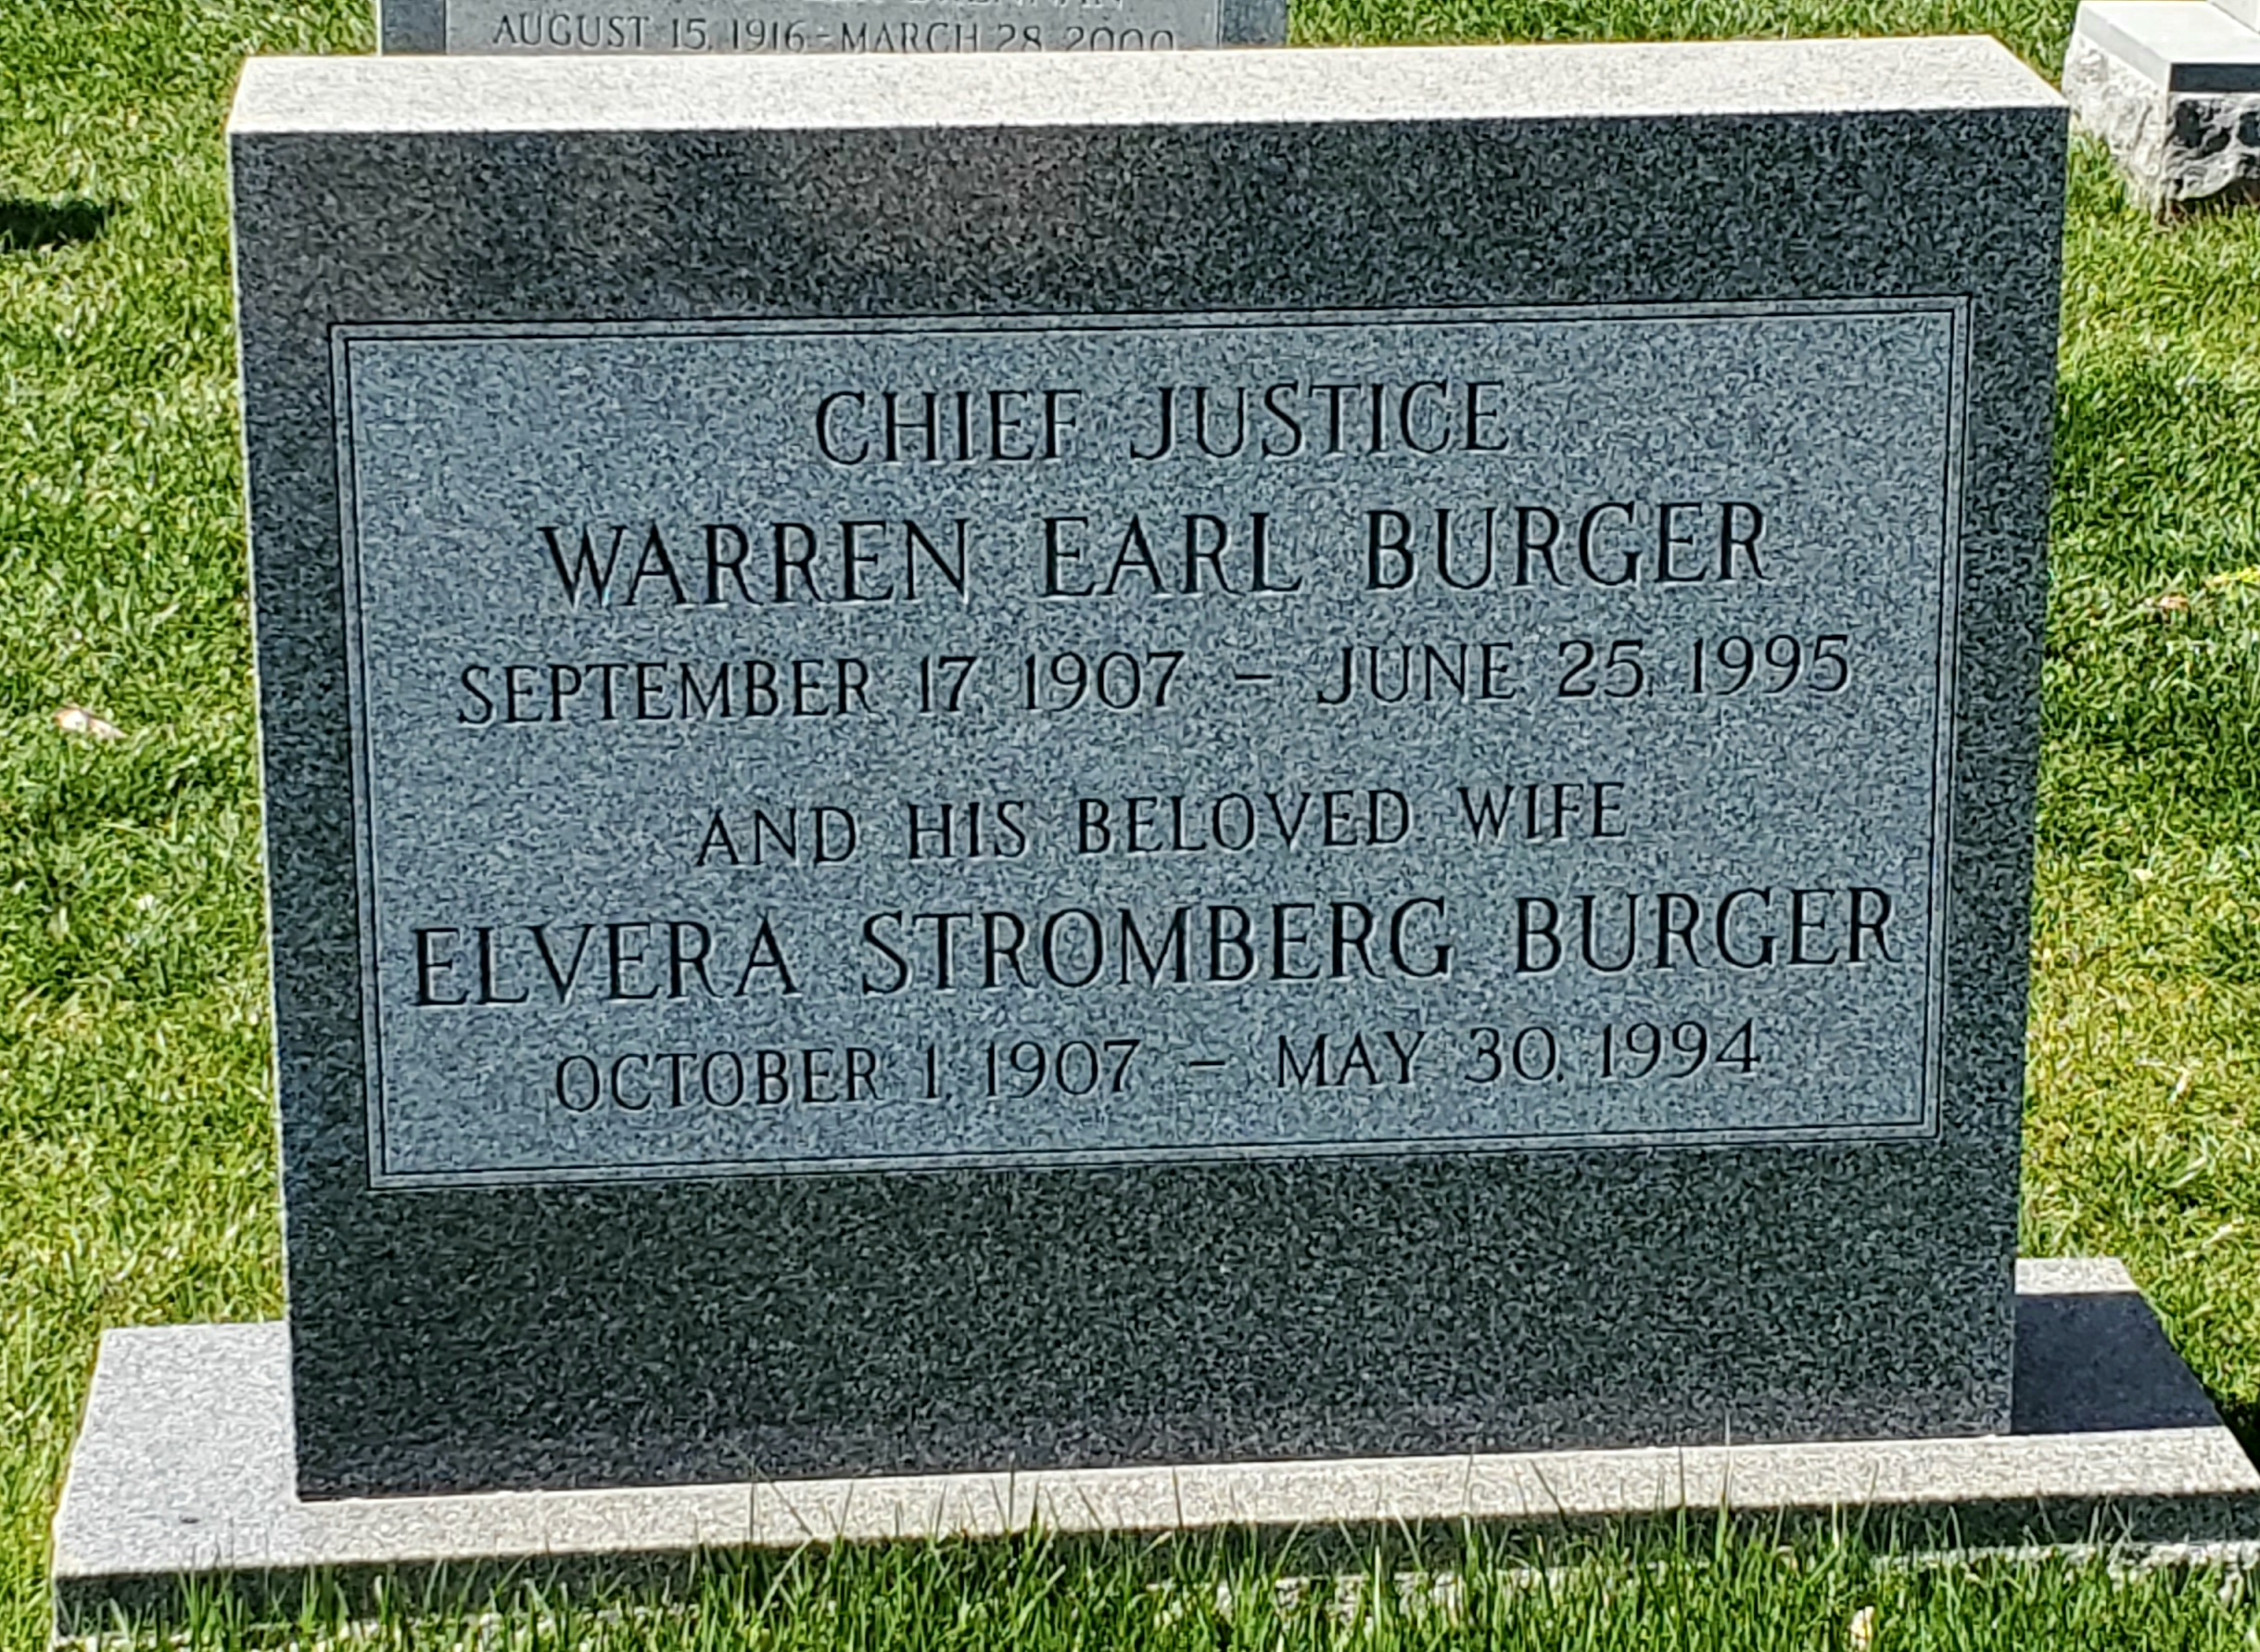 AUGUST 15, 1916 - MARCH 28 2000
CHIEF JUSTICE
WARREN EARL BURGER
SEPTEMBER 17, 1907 – JUNE 25, 1995
AND HIS BELOVED WIFE
ELVERA STROMBERG BURGER
OCTOBER 1, 1907 – MAY 30, 1994